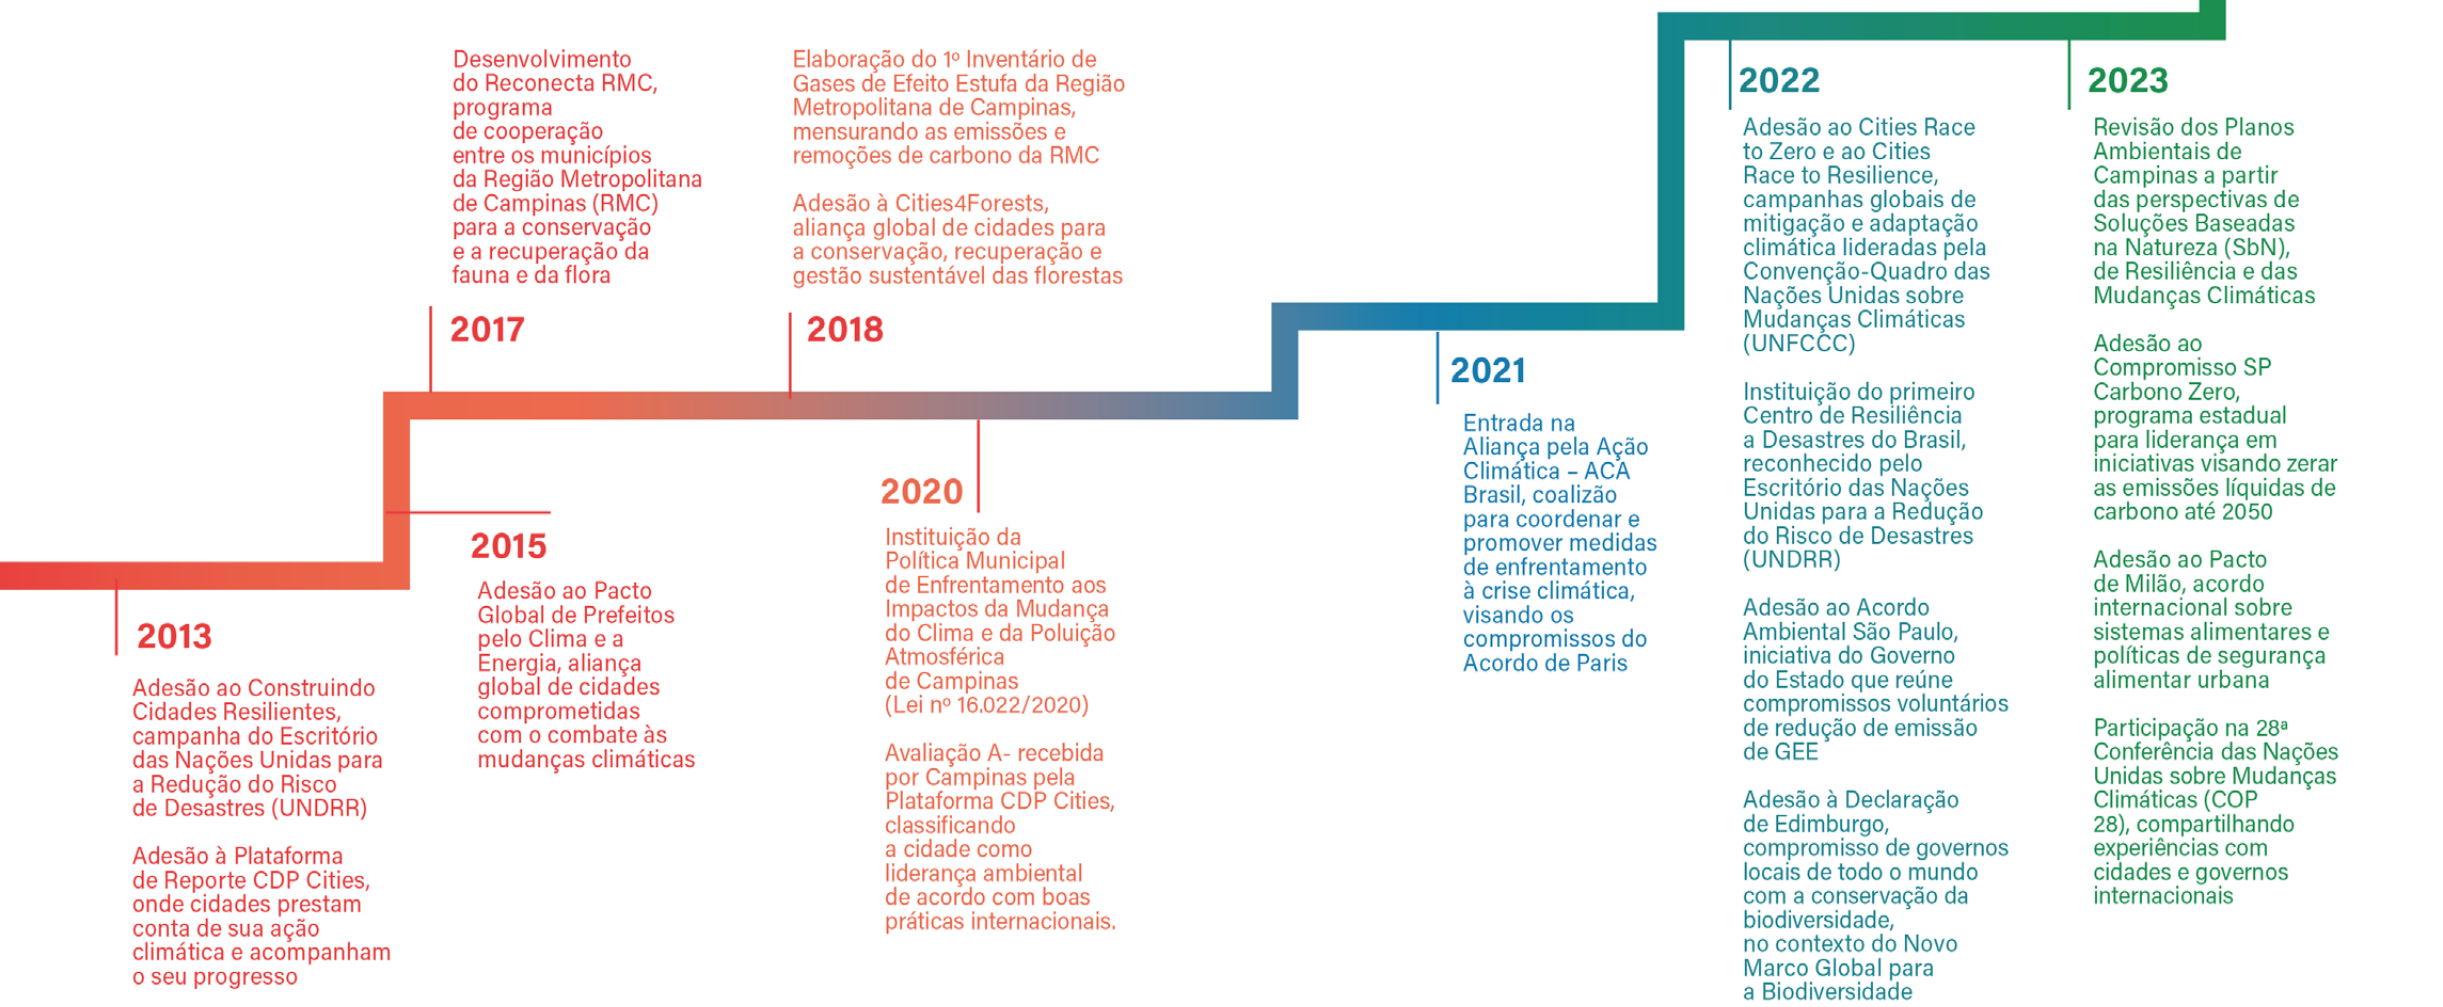 2013
Adesão ao Construindo
Cidades Resilientes,
campanha do Escritório
das Nações Unidas para
a Redução do Risco
de Desastres (UNDRR)
Adesão à Plataforma
de Reporte CDP Cities,
onde cidades prestam
conta de sua ação
climática e acompanham
o seu progresso
2015
Adesão ao Pacto
Global de Prefeitos
pelo Clima e a
Energia, aliança
global de cidades
comprometidas
com o combate às
mudanças climáticas
Desenvolvimento
do Reconecta RMC,
programa
de cooperação
entre os municípios
da Região Metropolitana
de Campinas (RMC)
para a conservação
e a recuperação da
fauna e da flora
2017
Elaboração do 1º Inventário de
Gases de Efeito Estufa da Região
Metropolitana de Campinas,
mensurando as emissões e
remoções de carbono da RMC
Adesão à Cities4Forests,
aliança global de cidades para
a conservação, recuperação e
gestão sustentável das florestas
2018
2020
Instituição da
Política Municipal
de Enfrentamento aos
Impactos da Mudança
do Clima e da Poluição
Atmosférica
de Campinas
(Lei nº 16.022/2020)
Avaliação A- recebida
por Campinas pela
Plataforma CDP Cities,
classificando
a cidade como
liderança ambiental
de acordo com boas
práticas internacionais.
2021
Entrada na
Aliança pela Ação
Climática – ACA
Brasil, coalizão
para coordenar e
promover medidas
de enfrentamento
à crise climática,
visando os
compromissos do
Acordo de Paris
2022
Adesão ao Cities Race
to Zero e ao Cities
Race to Resilience,
campanhas globais de
mitigação e adaptação
climática lideradas pela
Convenção-Quadro das
Nações Unidas sobre
Mudanças Climáticas
(UNFCCC)
Instituição do primeiro
Centro de Resiliência
a Desastres do Brasil,
reconhecido pelo
Escritório das Nações
Unidas para a Redução
do Risco de Desastres
(UNDRR)
Adesão ao Acordo
Ambiental São Paulo,
iniciativa do Governo
do Estado que reúne
compromissos voluntários
de redução de emissão
de GEE
Adesão à Declaração
de Edimburgo,
compromisso de governos
locais de todo o mundo
com a conservação da
biodiversidade,
no contexto do Novo
Marco Global para
a Biodiversidade
2023
Revisão dos Planos
Ambientais de
Campinas a partir
das perspectivas de
Soluções Baseadas
na Natureza (SbN),
de Resiliência e das
Mudanças Climáticas
Adesão ao
Compromisso SP
Carbono Zero,
programa estadual
para liderança em
iniciativas visando zerar
as emissões líquidas de
carbono até 2050
Adesão ao Pacto
de Milão, acordo
internacional sobre
sistemas alimentares e
políticas de segurança
alimentar urbana
Participação na 28ª
Conferência das Nações
Unidas sobre Mudanças
Climáticas (COP
28), compartilhando
experiências com
cidades e governos
internacionais